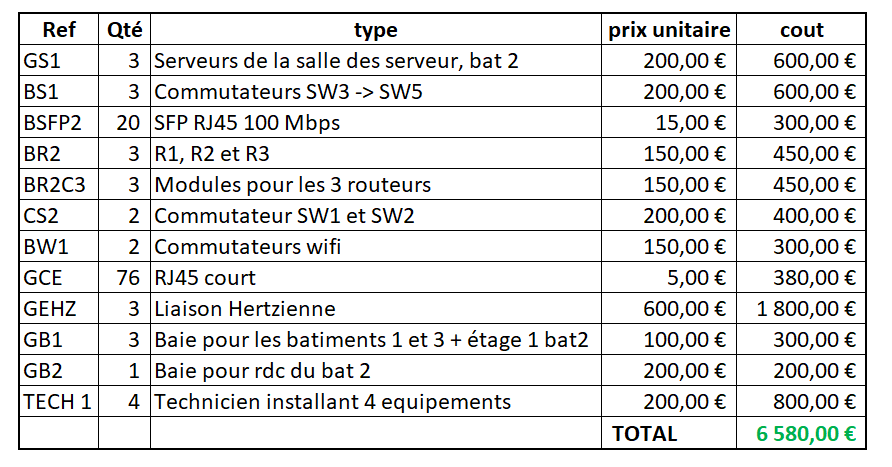 Ref Qté type prix unitaire cout
GS1 3 Serveurs de la salle des serveur, bat 2 200,00 € 600,00 €
BS1 3 Commutateurs SW3 -> SW5 200,00 € 600,00 €
BSFP2 20 SFP RJ45 100 Mbps 15,00 € 300,00 €
BR2 3 R1, R2 et R3 150,00 € 450,00 €
BR2C3 3 Modules pour les 3 routeurs 150,00 € 450,00 €
CS2 2 Commutateur SW1 et SW2 200,00 € 400,00 €
BW1 2 Commutateurs wifi 150,00 € 300,00 €
GCE 76 RJ45 court 5,00 € 380,00 €
GEHZ 3 Liaison Hertzienne 600,00 € 1 800,00 €
GB1 3 Baie pour les batiments 1 et 3 + étage 1 bat2 100,00 € 300,00 €
GB2 1 Baie pour rdc du bat 2 200,00 € 200,00 €
TECH 1 4 Technicien installant 4 equipements 200,00 € 800,00 €
TOTAL 6 580,00 €